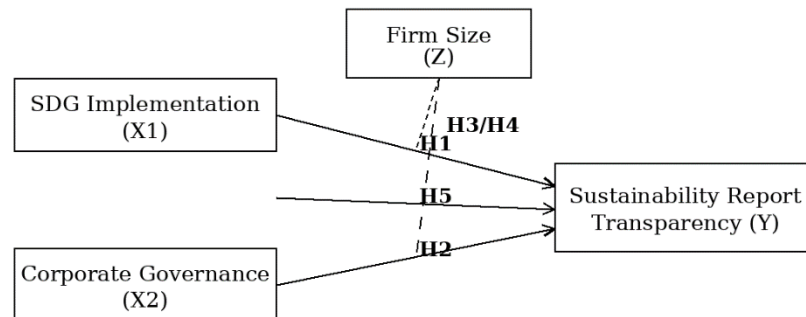 Firm Size
(Z)
SDG Implementation
(X1)
H3/H4
H1
Sustainability Report
Transparency (Y)
H5
H2
Corporate Governance
(X2)